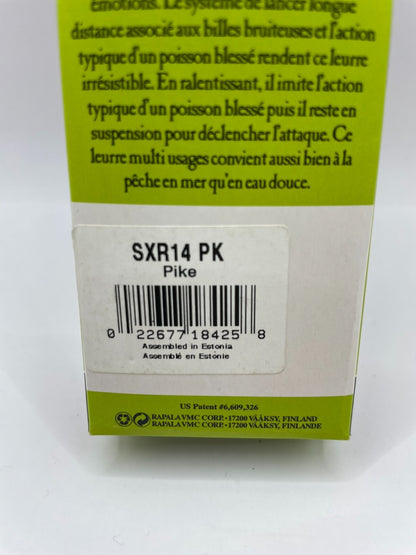 émotions. Le système de lancer longue
distance associé aux billes bruiteuses et l'action
typique d'un poisson blessé rendent ce leurre
irrésistible. En ralentissant, il imite l'action
typique d'un poisson blessé puis il reste en
suspension pour déclencher l'attaque. Ce
leurre multi usages convient aussi bien à la
pêche en mer qu'en eau douce.
SXR14 PK
Pike
0 22677 18425 8
Assembled in Estonia
Assemblé en Estonie
US Patent #6,609,326
RAPALA VMC CORP. • 17200 VÄÄKSY, FINLAND
RAPALA VMC CORP. • 17200 VÄÄKSY, FINLANDE